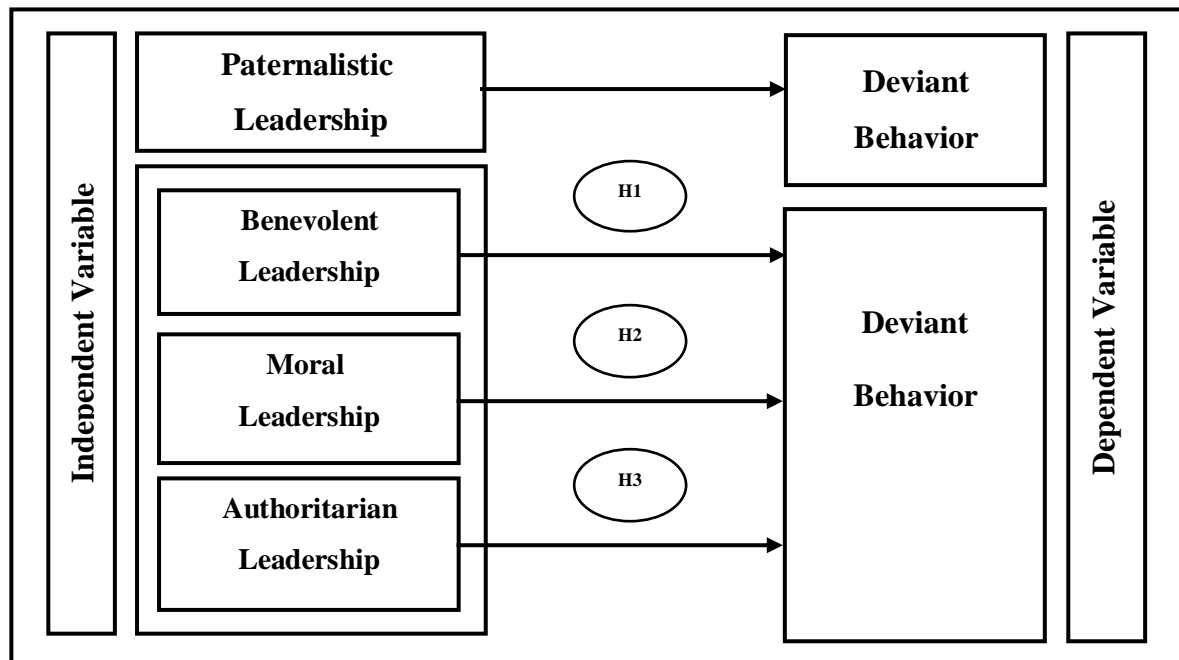 Independent Variable
Paternalistic
Leadership
Deviant
Behavior
H1
Benevolent
Leadership
H2
Moral
Leadership
H3
Authoritarian
Leadership
Deviant
Behavior
Dependent Variable